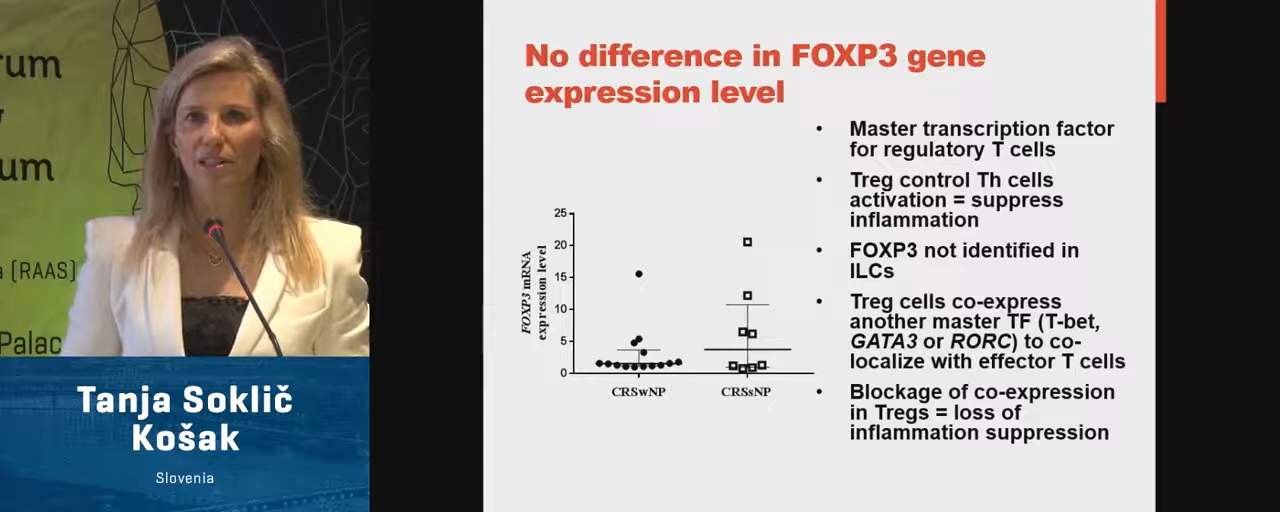 rum
um
a (RAAS)
Palac
Tanja Soklič
Košak
Slovenia
No difference in FOXP3 gene
expression level
• Master transcription factor
for regulatory T cells
• Treg control Th cells
activation = suppress
inflammation
• FOXP3 not identified in
ILCs
• Treg cells co-express
another master TF (T-bet,
GATA3 or RORC) to co-
localize with effector T cells
• Blockage of co-expression
in Tregs = loss of
inflammation suppression
FOXP3 mRNA
expression level
25
20
15
10
5
0
CRSwNP CRSsNP